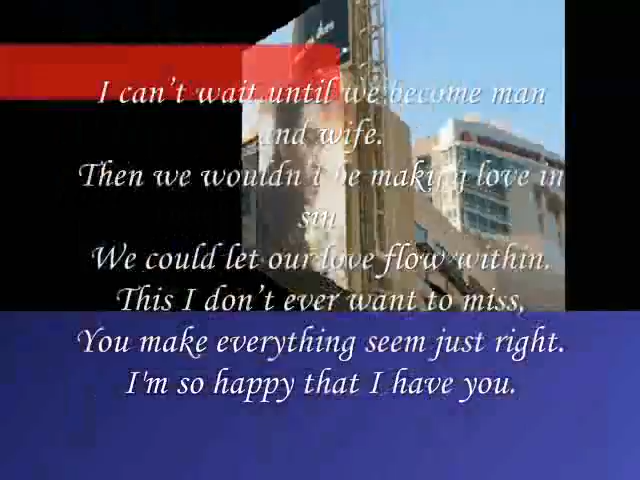 I can't wait until we become man
and wife.
Then we wouldn't be making love in
sin
We could let our love flow within.
This I don't ever want to miss,
You make everything seem just right.
I'm so happy that I have you.